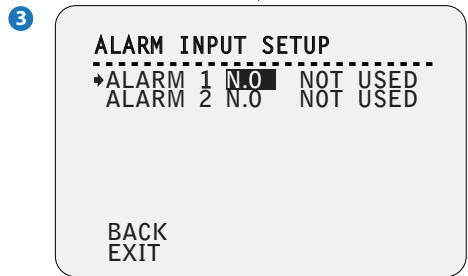 3
ALARM INPUT SETUP
ALARM 1 N.O NOT USED
ALARM 2 N.O NOT USED
BACK
EXIT